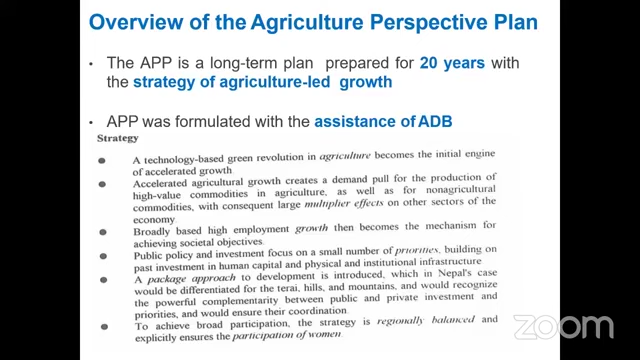 Overview of the Agriculture Perspective Plan
• The APP is a long-term plan prepared for 20 years with
the strategy of agriculture-led growth
• APP was formulated with the assistance of ADB
Strategy
● A technology-based green revolution in agriculture becomes the initial engine
of accelerated growth.
● Accelerated agricultural growth creates a demand pull for the production of
high-value commodities in agriculture, as well as for nonagricultural
commodities, with consequent large multiplier effects on other sectors of the
economy.
● Broadly based high employment growth then becomes the mechanism for
achieving societal objectives.
● Public policy and investment focus on a small number of priorities, building on
past investment in human capital and physical and institutional infrastructure.
● A package approach to development is introduced, which in Nepal's case
would be differentiated for the terai, hills, and mountains, and would recognize
the powerful complementarity between public and private investment and
priorities, and would ensure their coordination.
● To achieve broad participation, the strategy is regionally balanced and
explicitly ensures the participation of women.
zoom